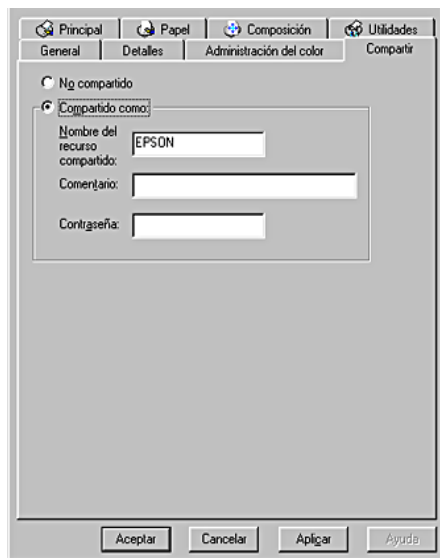 Principal Papel Composición Utilidades
General Detalles Administración del color Compartir
No compartido
Compartido como:
Nombre del
recurso
compartido:
EPSON
Comentario:
Contraseña:
Aceptar Cancelar Aplicar Ayuda